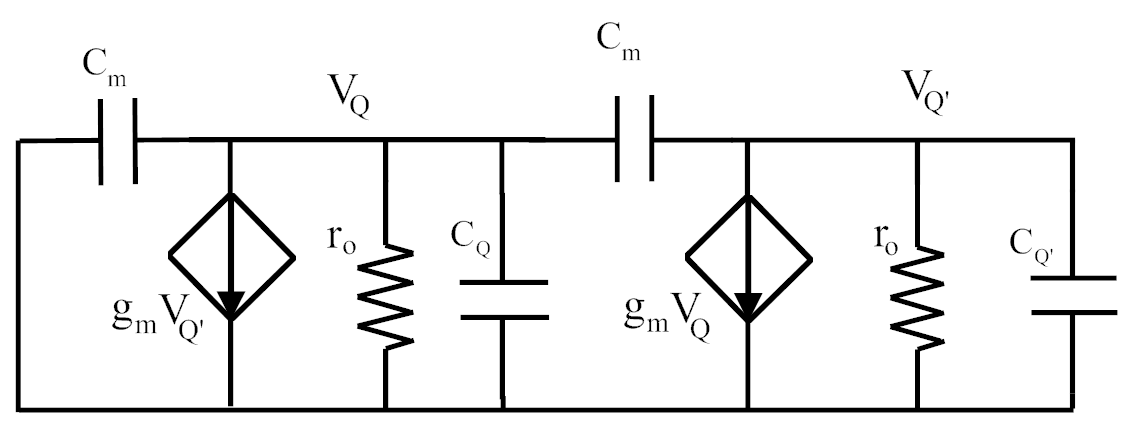 C_m
V_Q
C_m
V_Q'
g_m V_Q'
r_o
C_Q
g_m V_Q
r_o
C_Q'